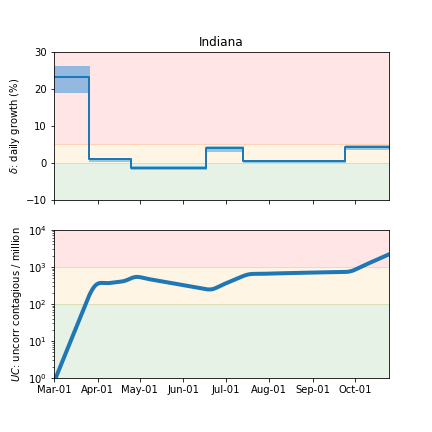 Indiana
30
20
10
0
−10
δ: daily growth (%)
10⁴
10³
10²
10¹
10⁰
UC: uncorr contagious / million
Mar-01 Apr-01 May-01 Jun-01 Jul-01 Aug-01 Sep-01 Oct-01